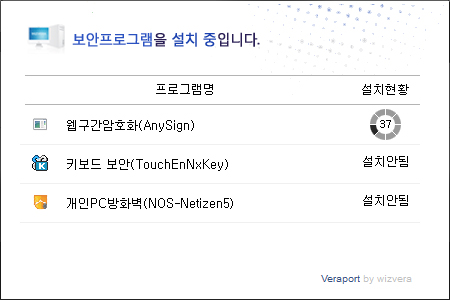 보안프로그램을 설치 중입니다.
프로그램명 설치현황
웹구간암호화(AnySign) 37
키보드 보안(TouchEnNxKey) 설치안됨
개인PC방화벽(NOS-Netizen5) 설치안됨
Veraport by wizvera